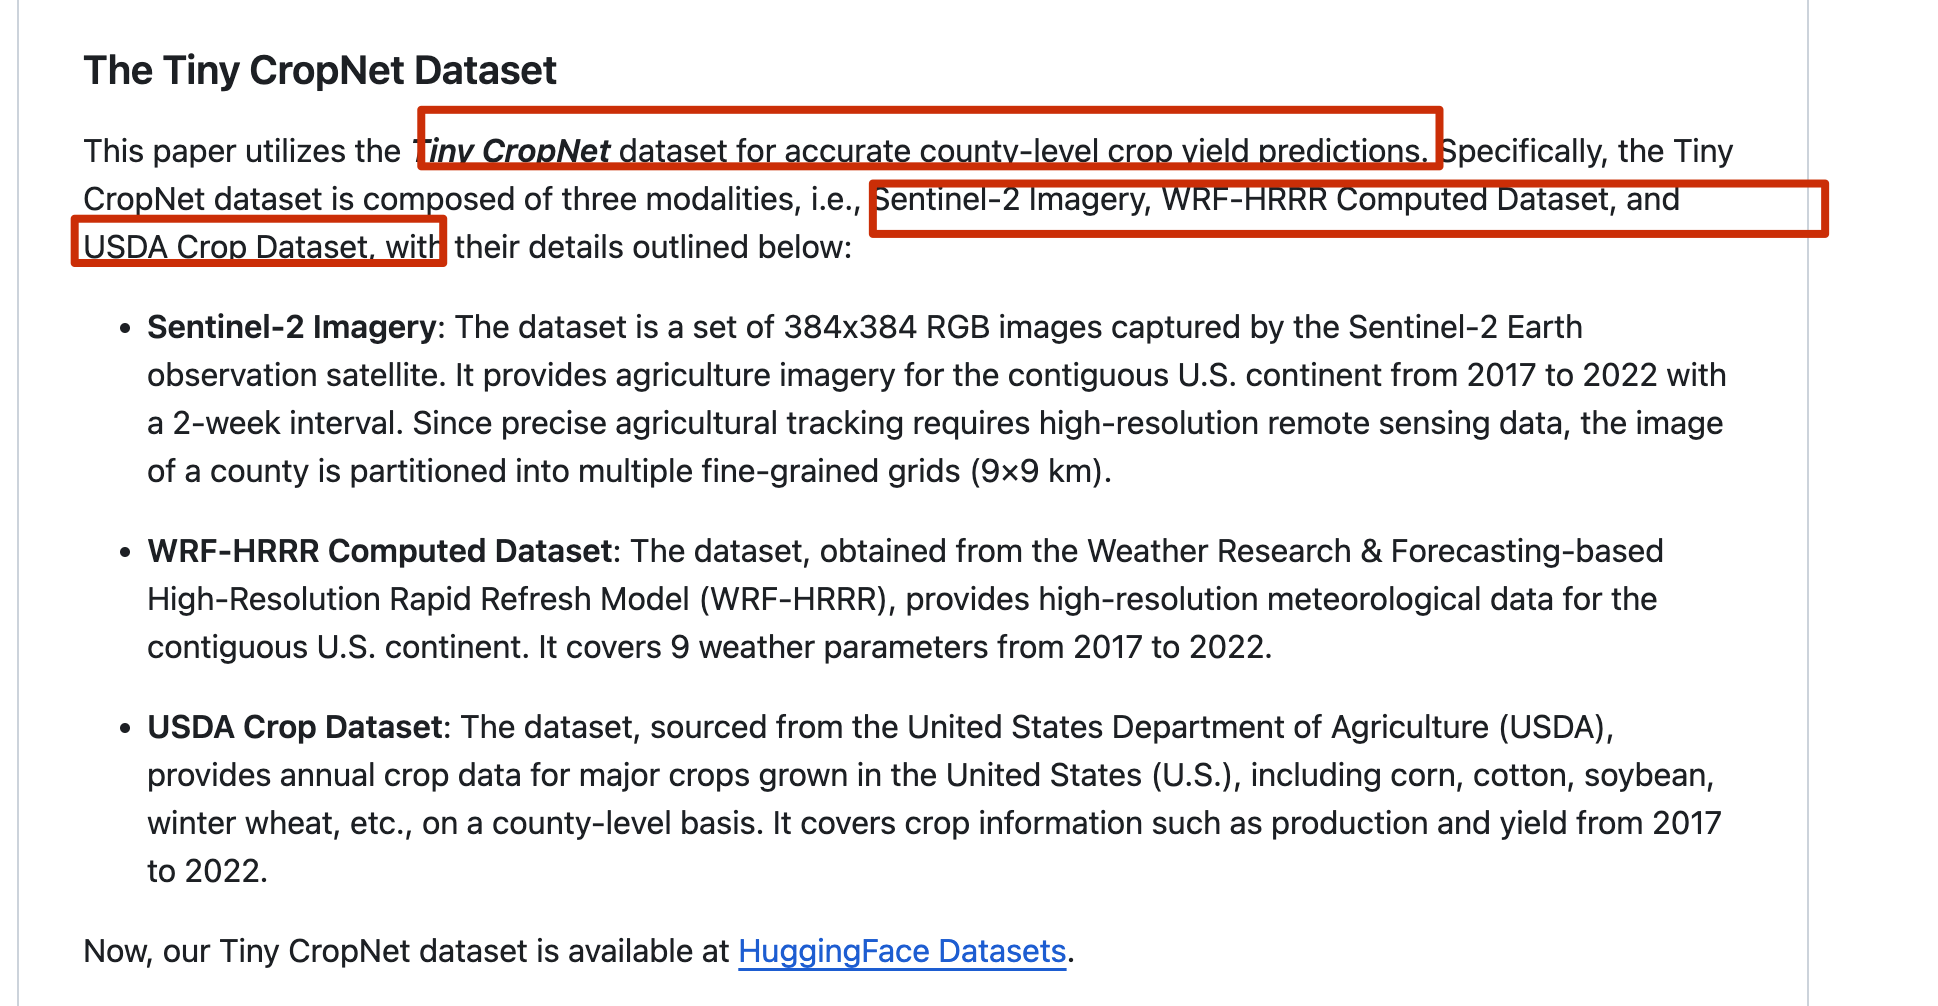 The Tiny CropNet Dataset
This paper utilizes the Tiny CropNet dataset for accurate county-level crop yield predictions. Specifically, the Tiny
CropNet dataset is composed of three modalities, i.e., Sentinel-2 Imagery, WRF-HRRR Computed Dataset, and
USDA Crop Dataset, with their details outlined below:
• Sentinel-2 Imagery: The dataset is a set of 384x384 RGB images captured by the Sentinel-2 Earth
observation satellite. It provides agriculture imagery for the contiguous U.S. continent from 2017 to 2022 with
a 2-week interval. Since precise agricultural tracking requires high-resolution remote sensing data, the image
of a county is partitioned into multiple fine-grained grids (9×9 km).
• WRF-HRRR Computed Dataset: The dataset, obtained from the Weather Research & Forecasting-based
High-Resolution Rapid Refresh Model (WRF-HRRR), provides high-resolution meteorological data for the
contiguous U.S. continent. It covers 9 weather parameters from 2017 to 2022.
• USDA Crop Dataset: The dataset, sourced from the United States Department of Agriculture (USDA),
provides annual crop data for major crops grown in the United States (U.S.), including corn, cotton, soybean,
winter wheat, etc., on a county-level basis. It covers crop information such as production and yield from 2017
to 2022.
Now, our Tiny CropNet dataset is available at HuggingFace Datasets.